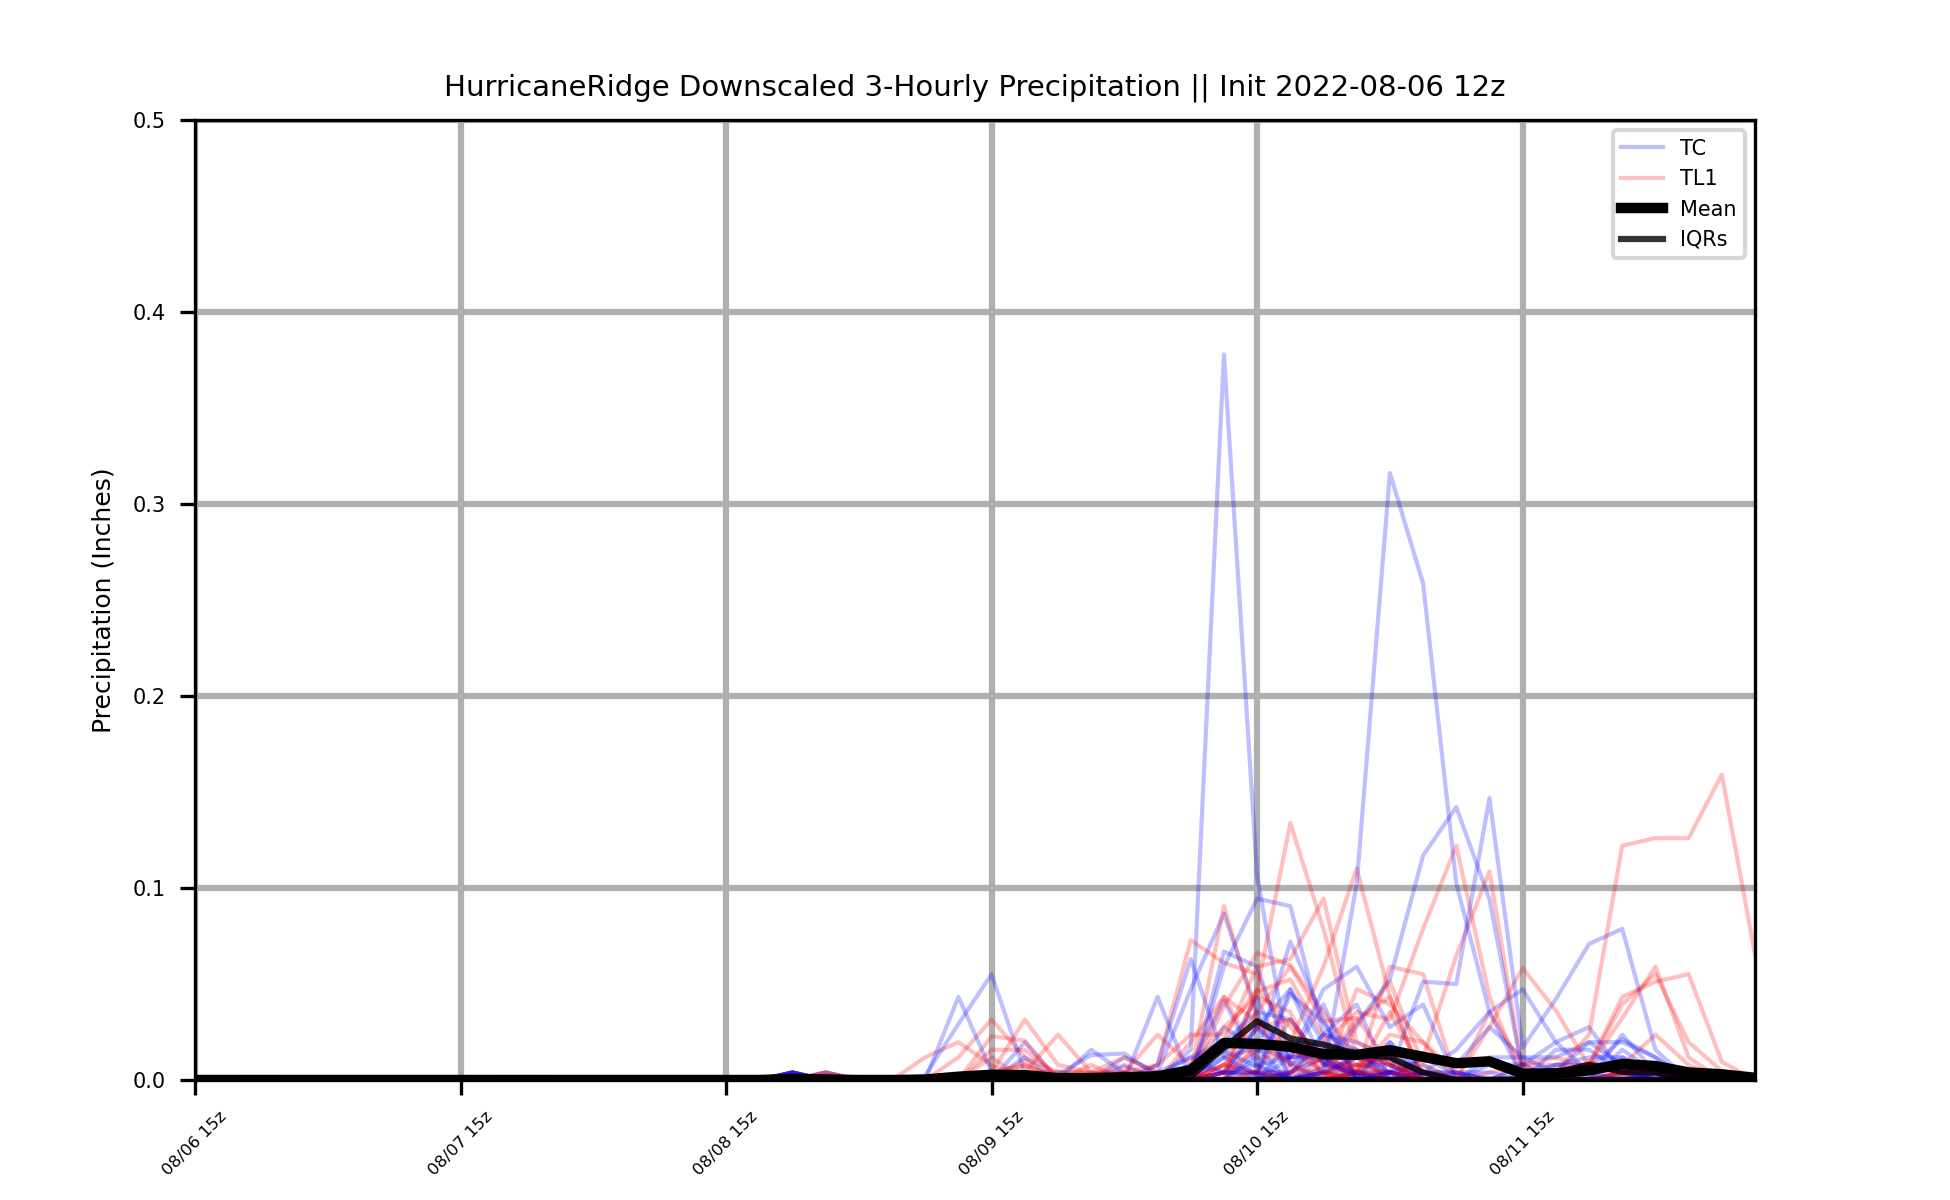 HurricaneRidge Downscaled 3-Hourly Precipitation || Init 2022-08-06 12z
TC
TL1
Mean
IQRs
Precipitation (Inches)
0.5
0.4
0.3
0.2
0.1
0.0
08/06 15z
08/07 15z
08/08 15z
08/09 15z
08/10 15z
08/11 15z